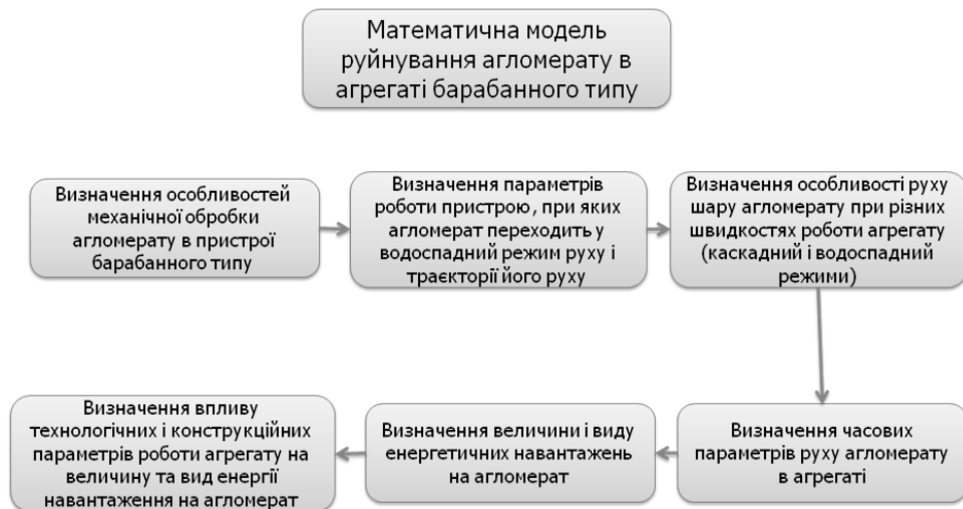 Математична модель
руйнування агломерату в
агрегаті барабанного типу
Визначення особливостей
механічної обробки
агломерату в пристрої
барабанного типу
Визначення параметрів
роботи пристрою, при яких
агломерат переходить у
водоспадний режим руху і
траєкторії його руху
Визначення особливості руху
шару агломерату при різних
швидкостях роботи агрегату
(каскадний і водоспадний
режими)
Визначення часових
параметрів руху агломерату
в агрегаті
Визначення величини і виду
енергетичних навантажень
на агломерат
Визначення впливу
технологічних і конструкційних
параметрів роботи агрегату на
величину та вид енергії
навантаження на агломерат